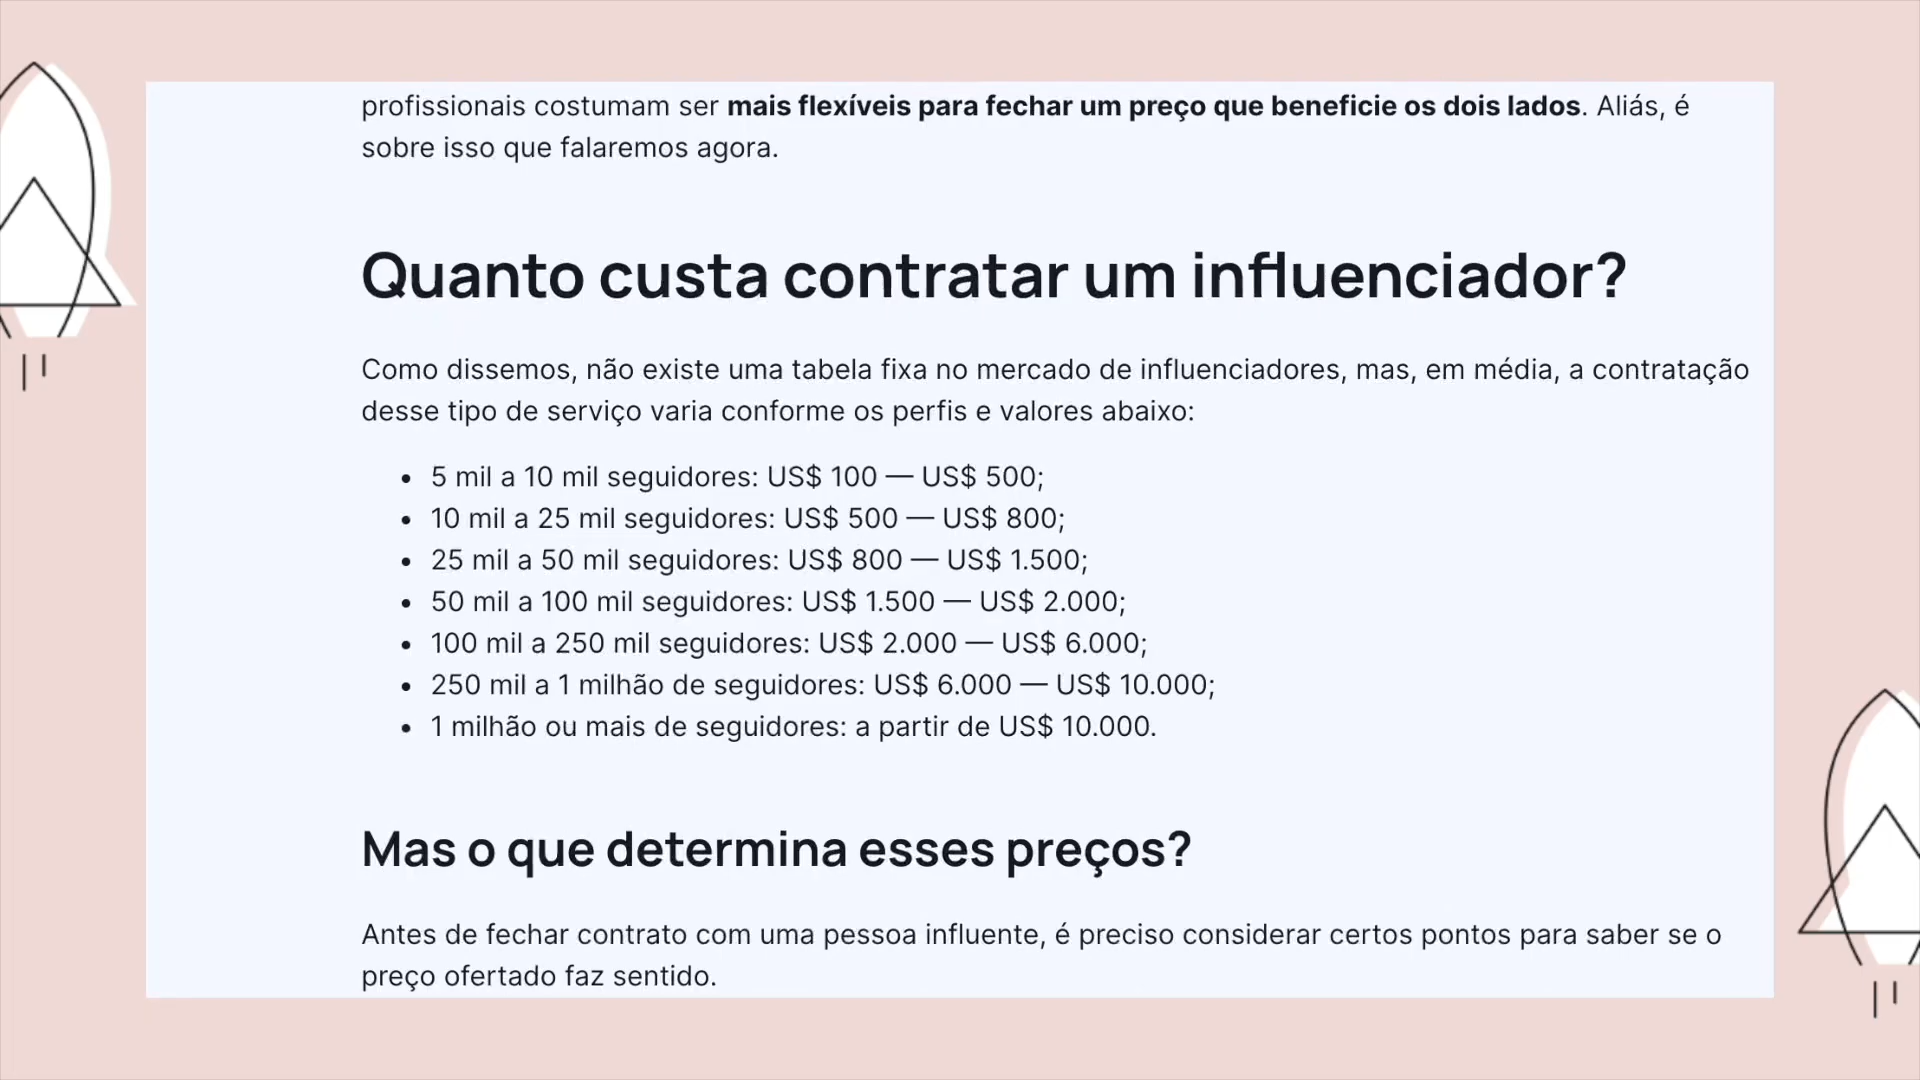 profissionais costumam ser mais flexíveis para fechar um preço que beneficie os dois lados. Aliás, é
sobre isso que falaremos agora.
Quanto custa contratar um influenciador?
Como dissemos, não existe uma tabela fixa no mercado de influenciadores, mas, em média, a contratação
desse tipo de serviço varia conforme os perfis e valores abaixo:
• 5 mil a 10 mil seguidores: US$ 100 — US$ 500;
• 10 mil a 25 mil seguidores: US$ 500 — US$ 800;
• 25 mil a 50 mil seguidores: US$ 800 — US$ 1.500;
• 50 mil a 100 mil seguidores: US$ 1.500 — US$ 2.000;
• 100 mil a 250 mil seguidores: US$ 2.000 — US$ 6.000;
• 250 mil a 1 milhão de seguidores: US$ 6.000 — US$ 10.000;
• 1 milhão ou mais de seguidores: a partir de US$ 10.000.
Mas o que determina esses preços?
Antes de fechar contrato com uma pessoa influente, é preciso considerar certos pontos para saber se o
preço ofertado faz sentido.